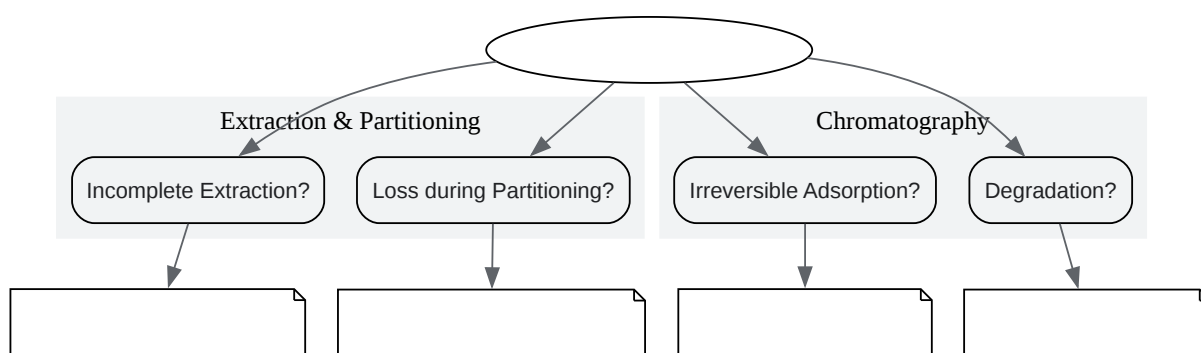 Extraction & Partitioning
Chromatography
Incomplete Extraction?
Loss during Partitioning?
Irreversible Adsorption?
Degradation?